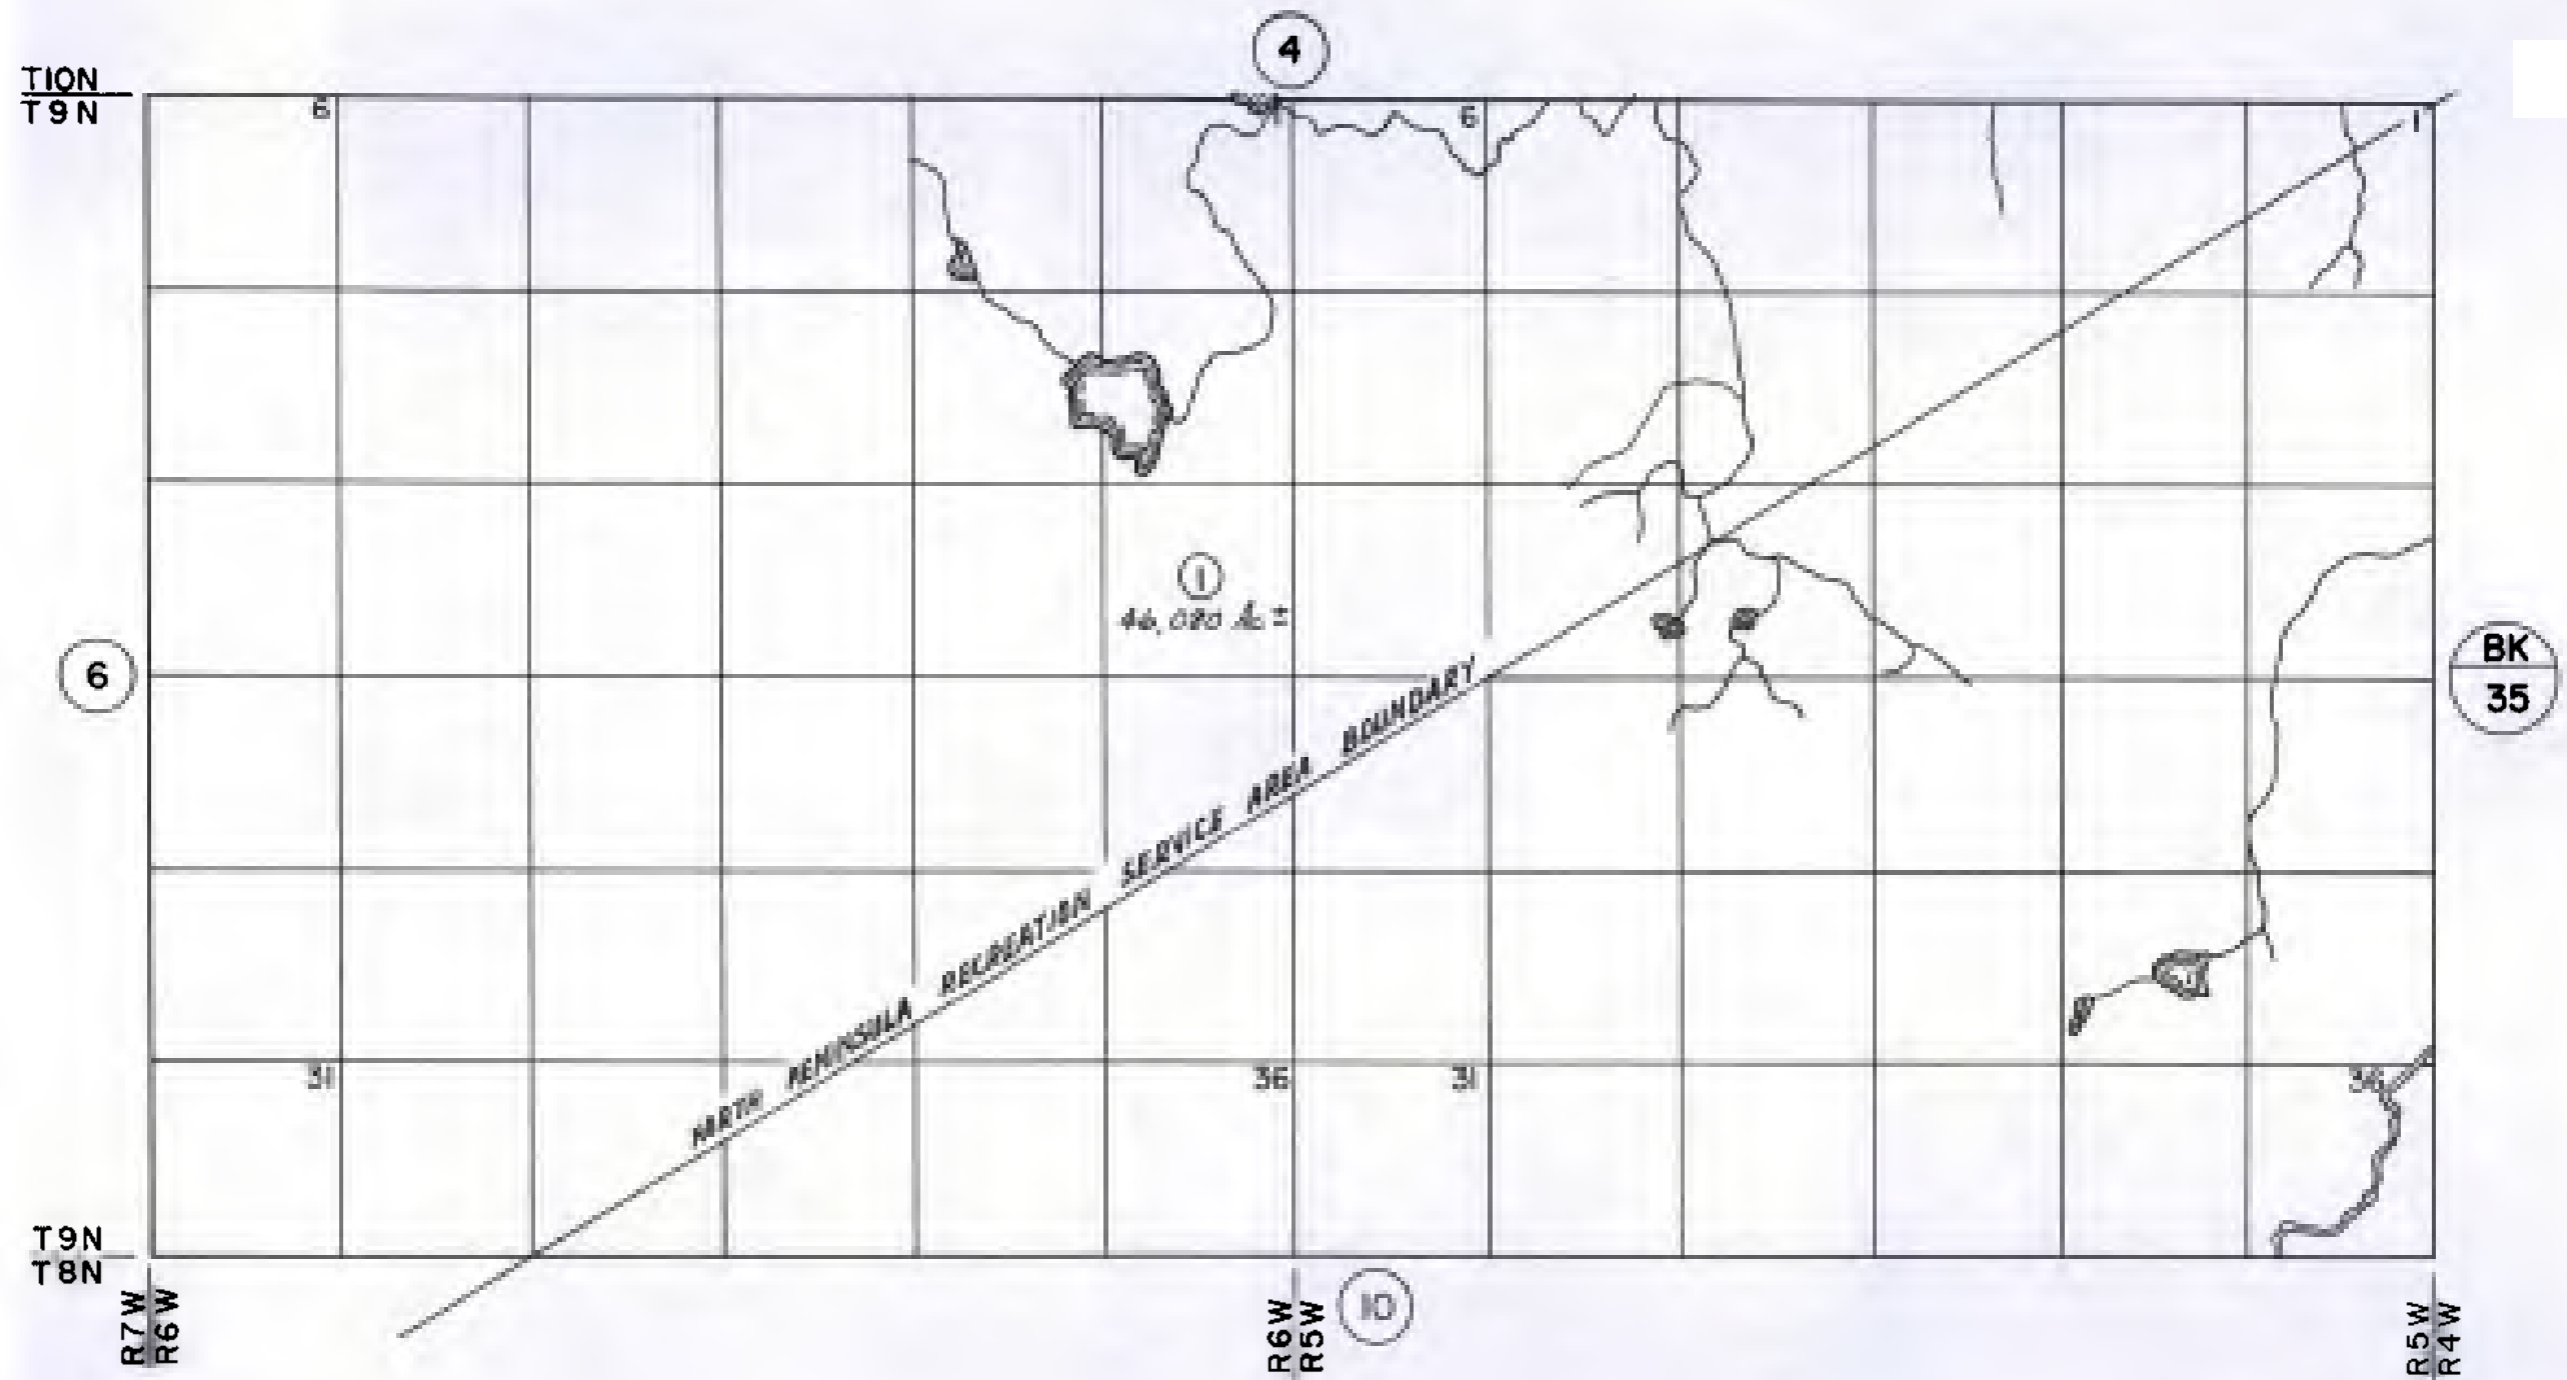 4
T10N
T9N
6
6
1
1
46,080 Ac ±
6
BK
35
NORTH PENINSULA RECREATION SERVICE AREA BOUNDARY
31
36
31
36
T9N
T8N
R7W
R6W
R6W
R5W
10
R5W
R4W